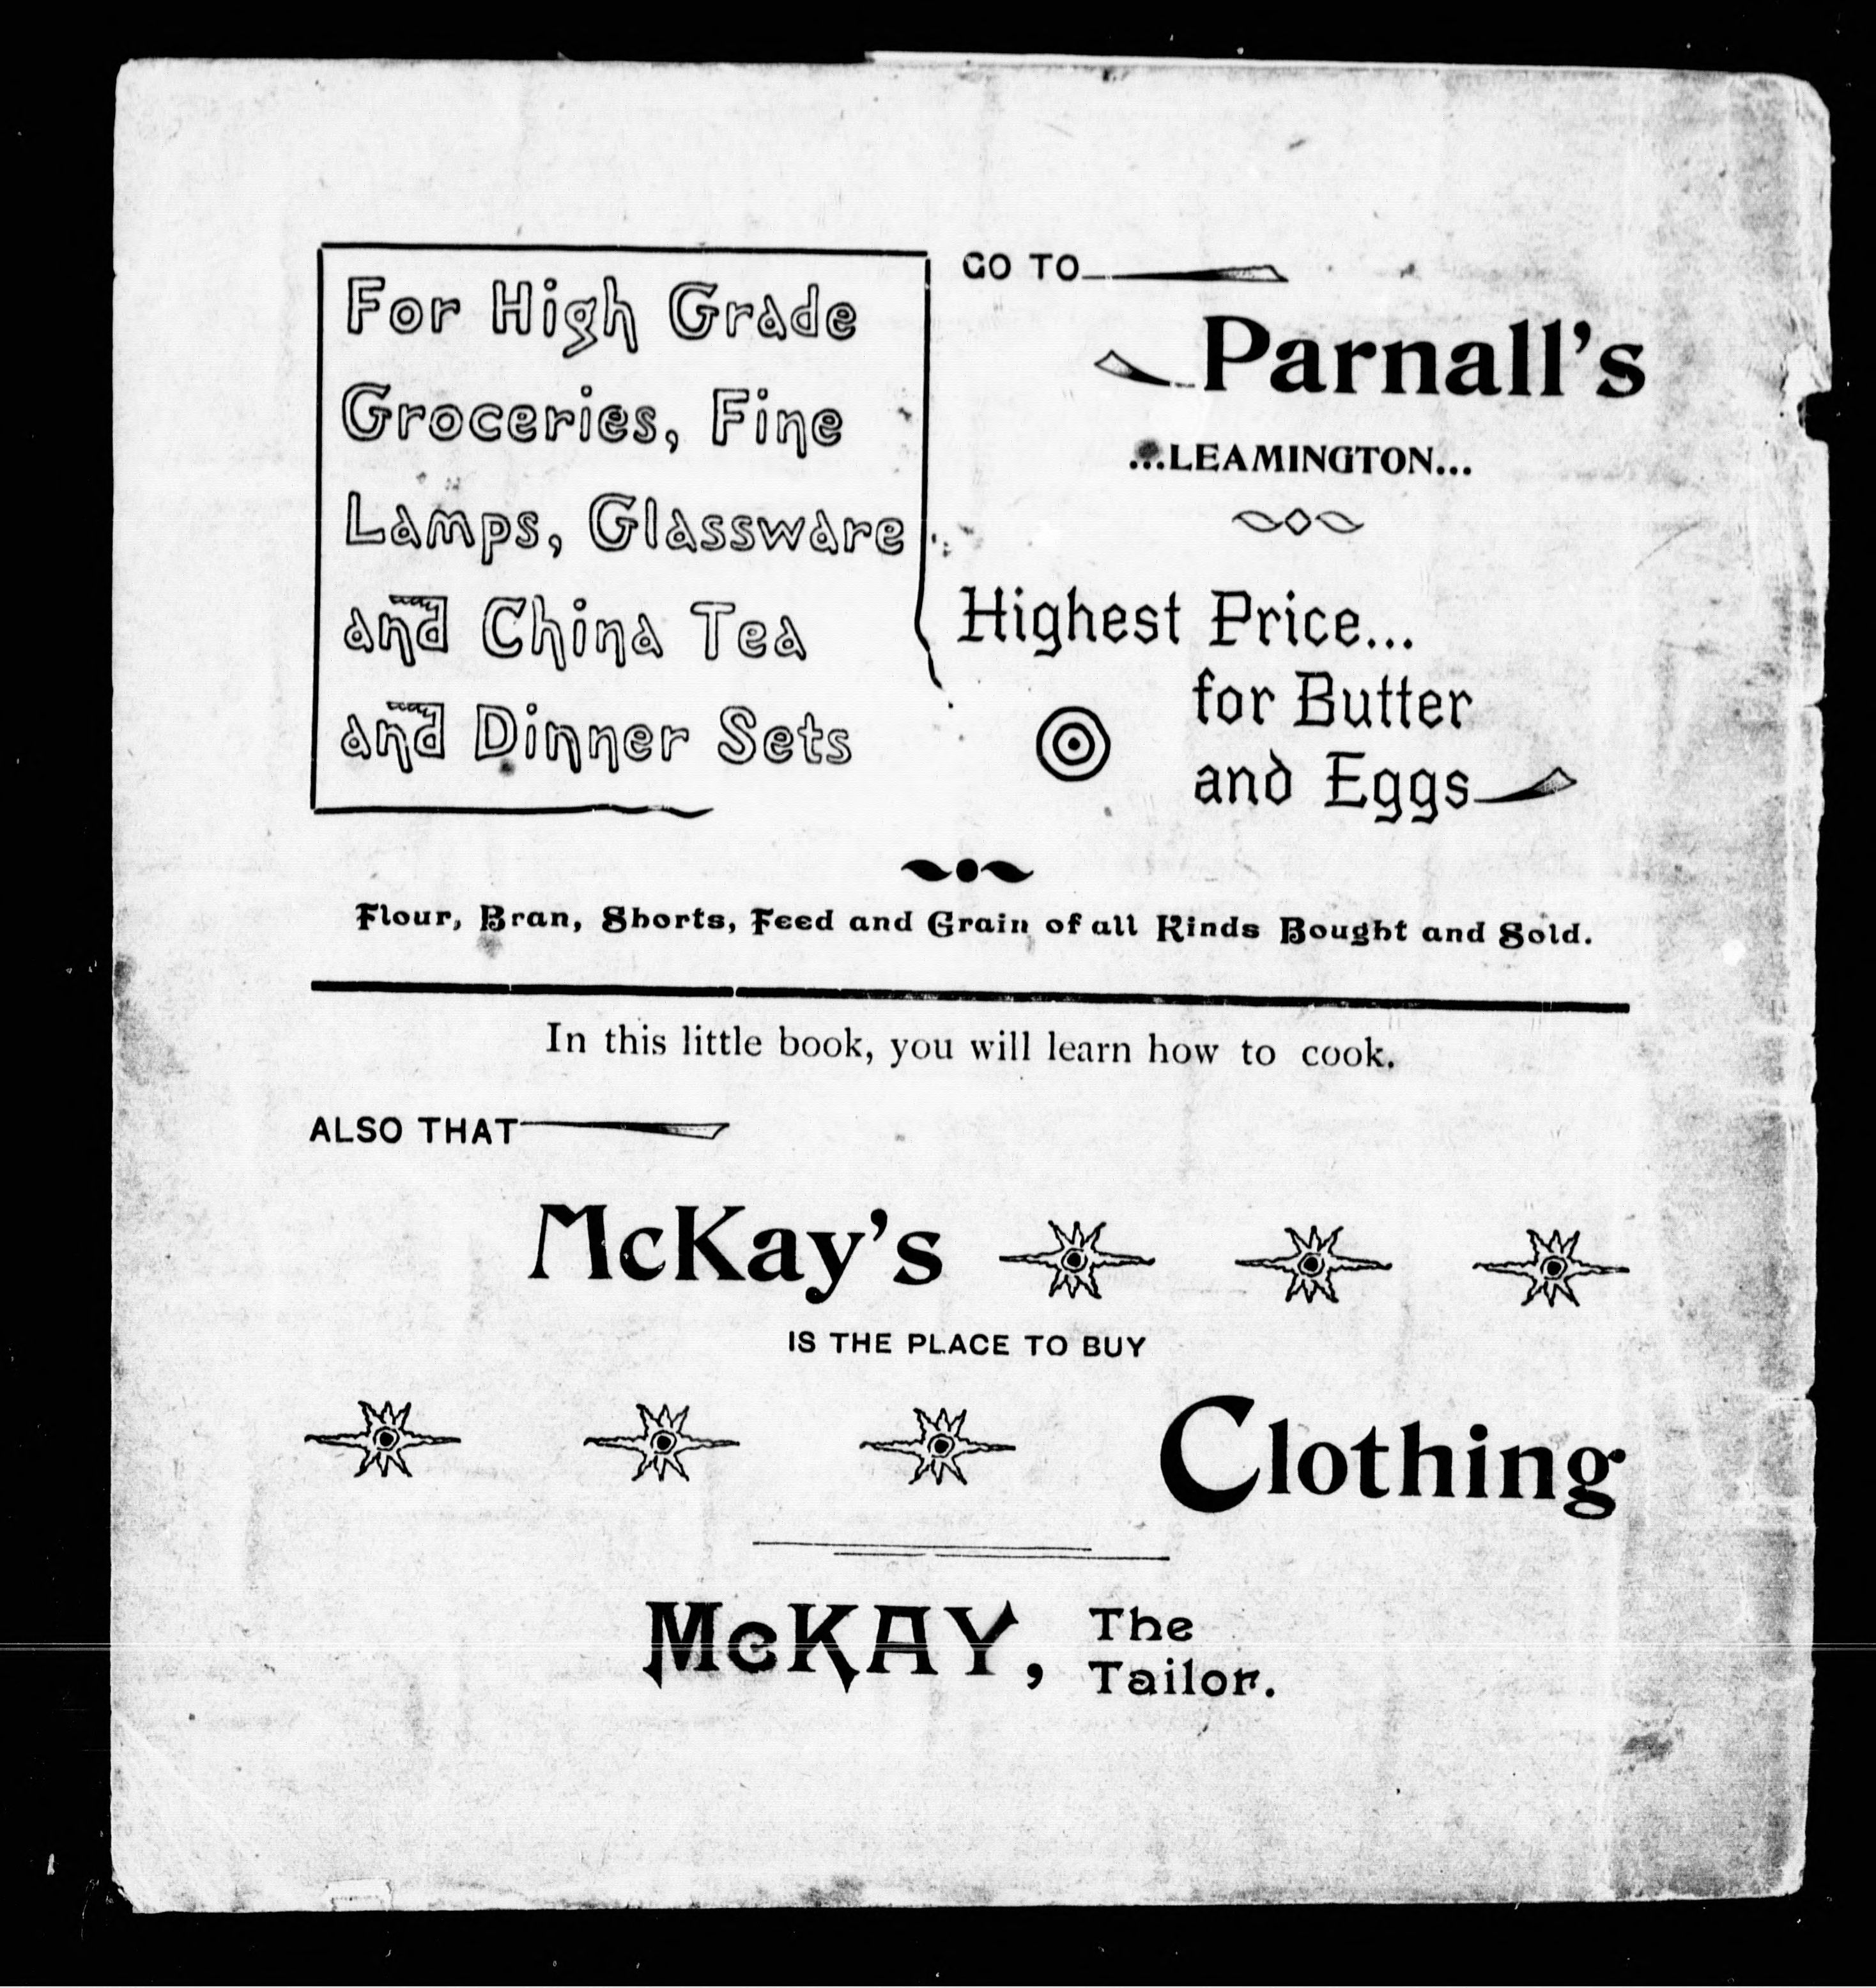 For High Grade
Groceries, Fine
Lamps, Glassware
and China Tea
and Dinner Sets
GO TO
Parnall's
...LEAMINGTON...
Highest Price...
for Butter
and Eggs
Flour, Bran, Shorts, Feed and Grain of all Kinds Bought and Sold.
In this little book, you will learn how to cook.
ALSO THAT
McKay's
IS THE PLACE TO BUY
Clothing
McKAY, The
Tailor.